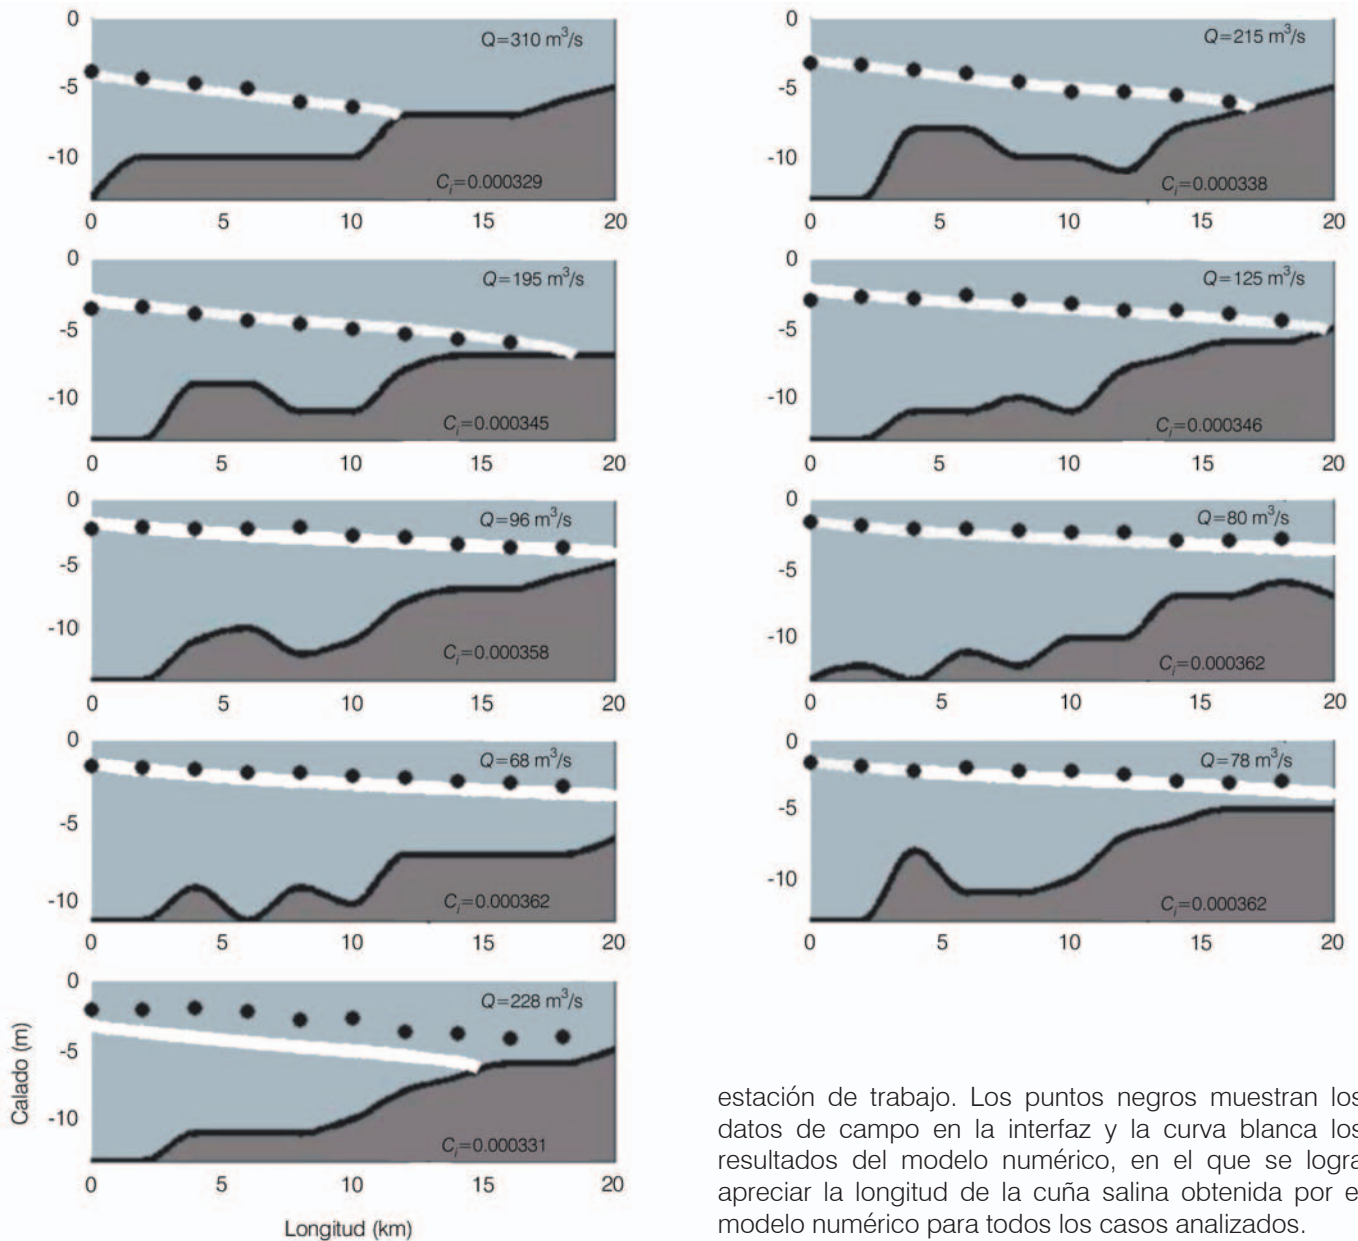 0
-5
-10
Q=310 m³/s
Cᵢ=0.000329
0 5 10 15 20
0
-5
-10
Q=215 m³/s
Cᵢ=0.000338
0 5 10 15 20
0
-5
-10
Q=195 m³/s
Cᵢ=0.000345
0 5 10 15 20
0
-5
-10
Q=125 m³/s
Cᵢ=0.000346
0 5 10 15 20
0
-5
-10
Q=96 m³/s
Cᵢ=0.000358
0 5 10 15 20
0
-5
-10
Q=80 m³/s
Cᵢ=0.000362
0 5 10 15 20
0
-5
-10
Q=68 m³/s
Cᵢ=0.000362
0 5 10 15 20
0
-5
-10
Q=78 m³/s
Cᵢ=0.000362
0 5 10 15 20
Calado (m)
0
-5
-10
Q=228 m³/s
Cᵢ=0.000331
0 5 10 15 20
Longitud (km)
estación de trabajo. Los puntos negros muestran los
datos de campo en la interfaz y la curva blanca los
resultados del modelo numérico, en el que se logra
apreciar la longitud de la cuña salina obtenida por e
modelo numérico para todos los casos analizados.